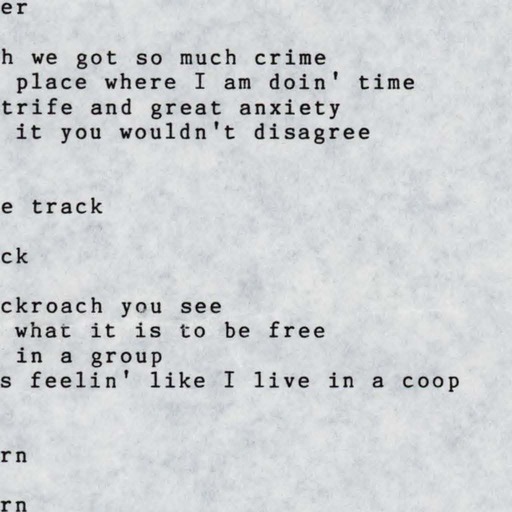 er
h we got so much crime
place where I am doin' time
trife and great anxiety
it you wouldn't disagree
e track
ck
ckroach you see
what it is to be free
in a group
s feelin' like I live in a coop
rn
rn